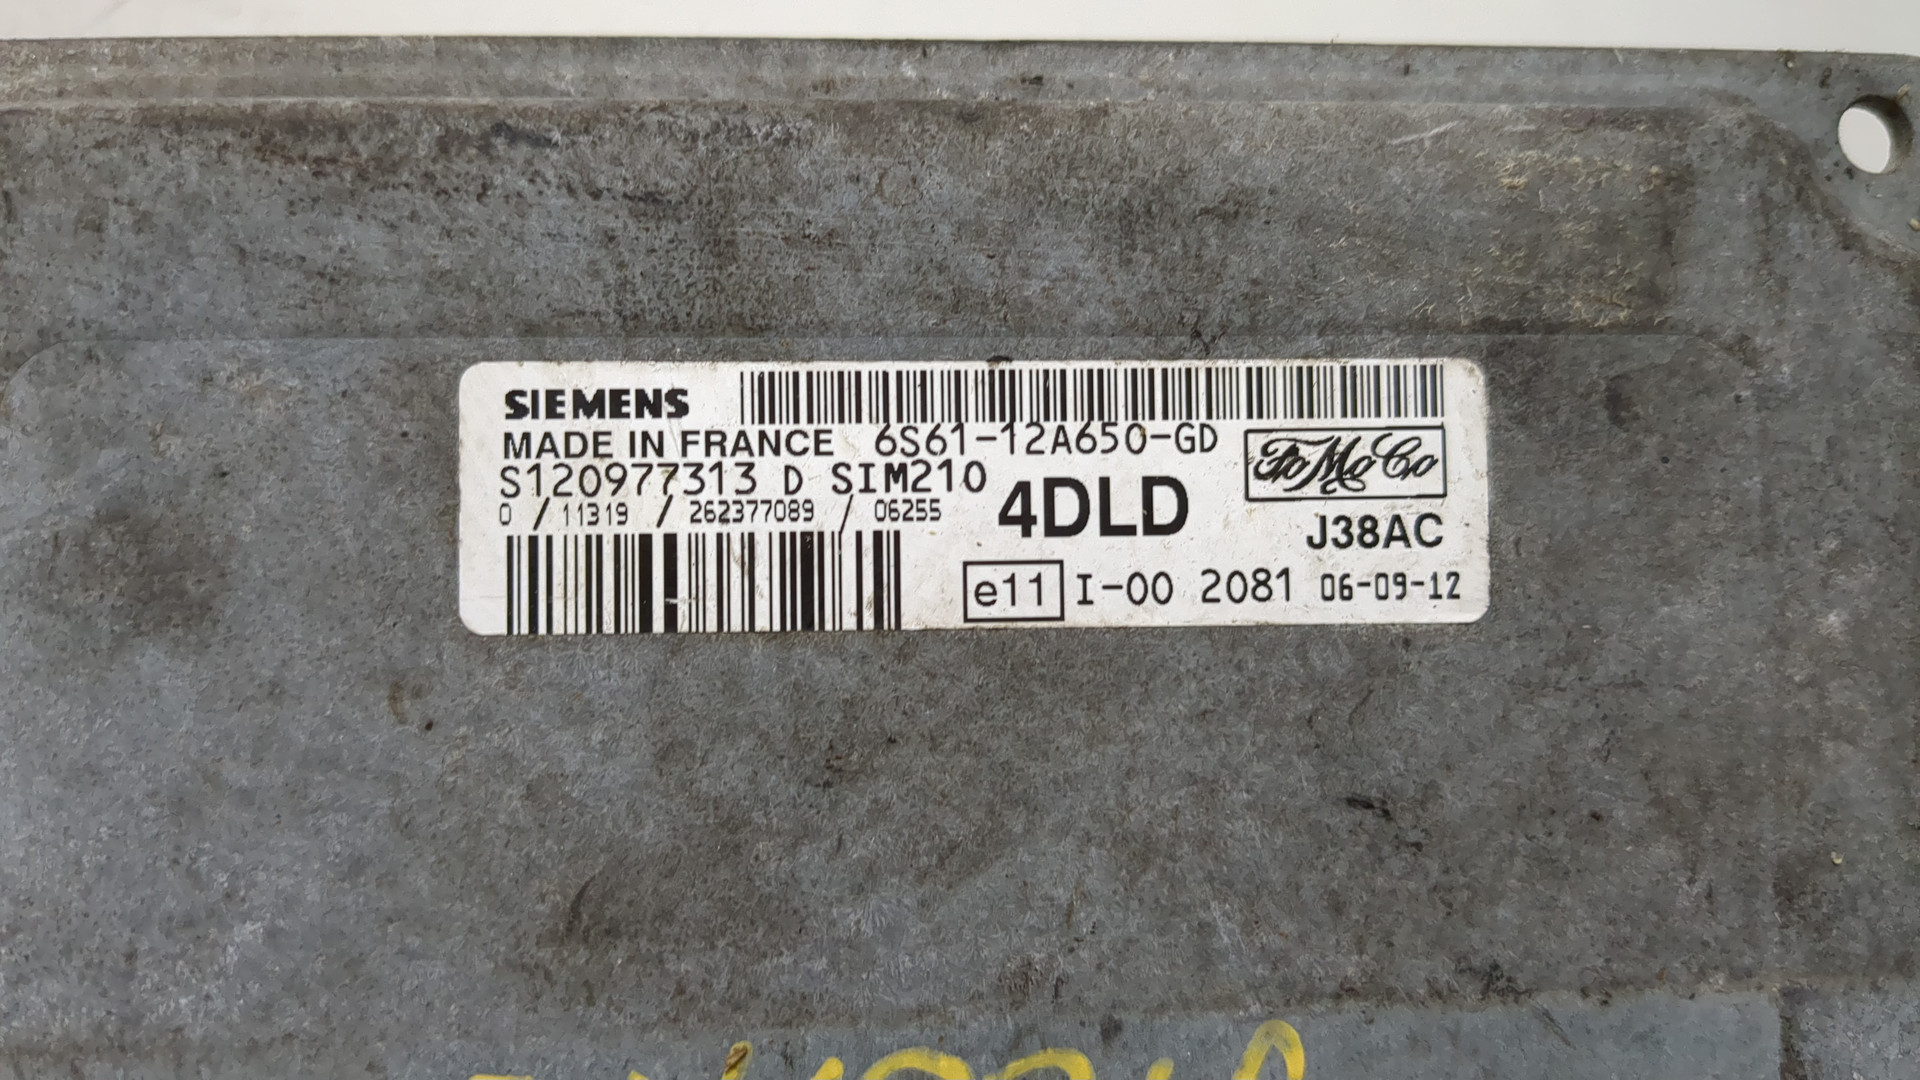 SIEMENS
MADE IN FRANCE 6S61-12A650-GD
FoMoCo
S120977313 D SIM210
0 / 11319 / 262377089 / 06255
4DLD
J38AC
e11 I-00 2081 06-09-12